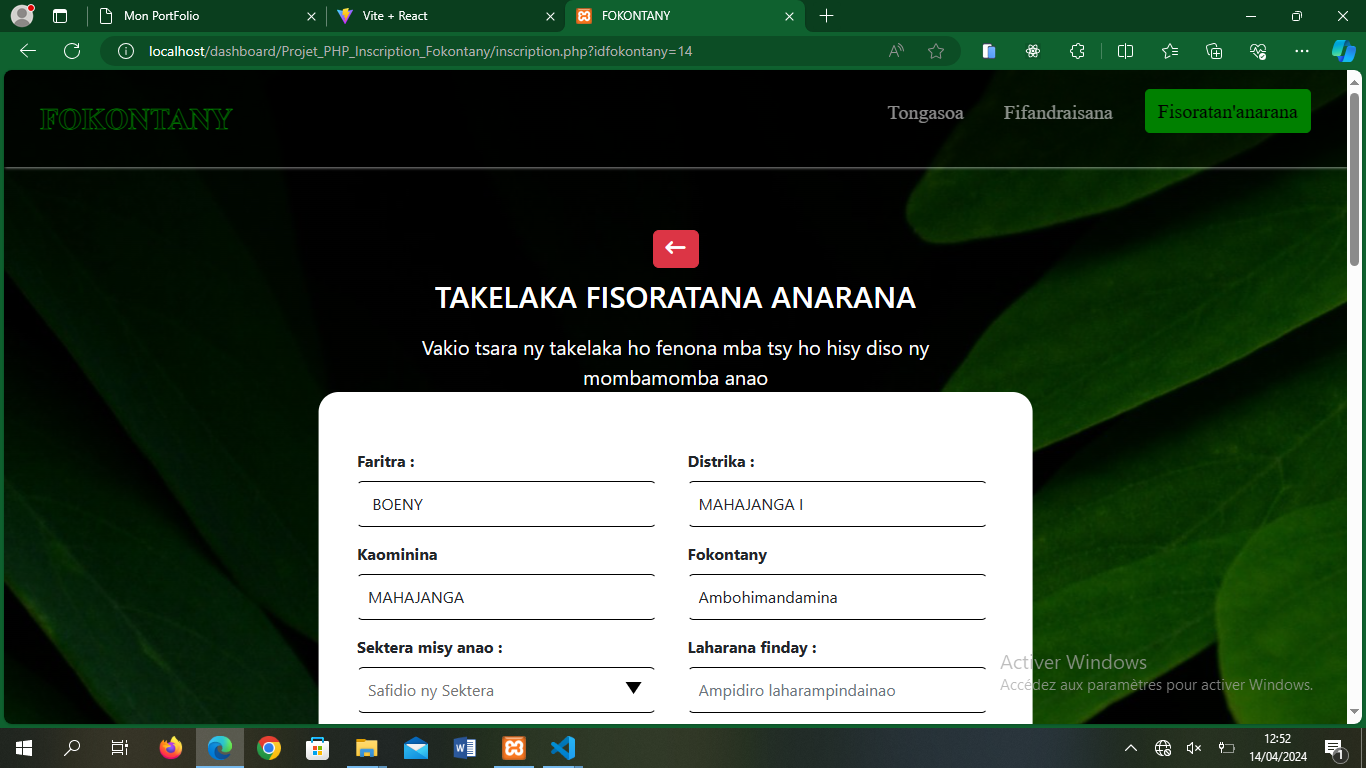 Mon PortFolio
Vite + React
FOKONTANY
localhost/dashboard/Projet_PHP_Inscription_Fokontany/inscription.php?idfokontany=14
FOKONTANY
Tongasoa
Fifandraisana
Fisoratan'anarana
TAKELAKA FISORATANA ANARANA
Vakio tsara ny takelaka ho fenona mba tsy ho hisy diso ny
mombamomba anao
Faritra :
Distrika :
BOENY
MAHAJANGA I
Kaominina
Fokontany
MAHAJANGA
Ambohimandamina
Sektera misy anao :
Laharana finday :
Safidio ny Sektera
Ampidiro laharampindainao
Activer Windows
Accédez aux paramètres pour activer Windows.
12:52
14/04/2024
1